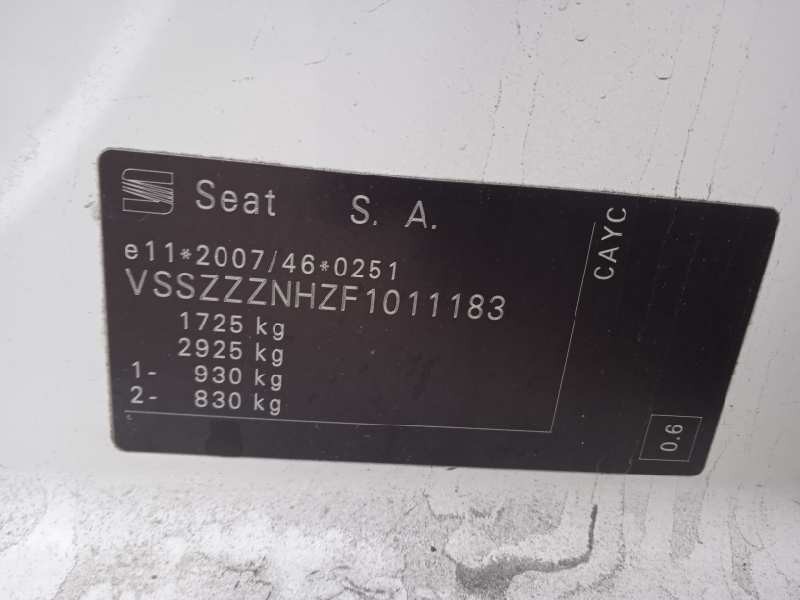 Seat S. A.
e11*2007/46*0251
VSSZZZNHZF1011183
1725 kg
2925 kg
1- 930 kg
2- 830 kg
CAYC
0.6